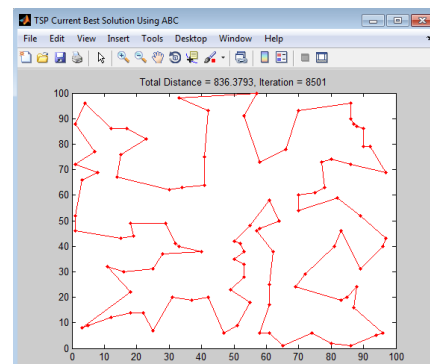 TSP Current Best Solution Using ABC
File Edit View Insert Tools Desktop Window Help
Total Distance = 836.3793, Iteration = 8501
100
90
80
70
60
50
40
30
20
10
0
0 10 20 30 40 50 60 70 80 90 100